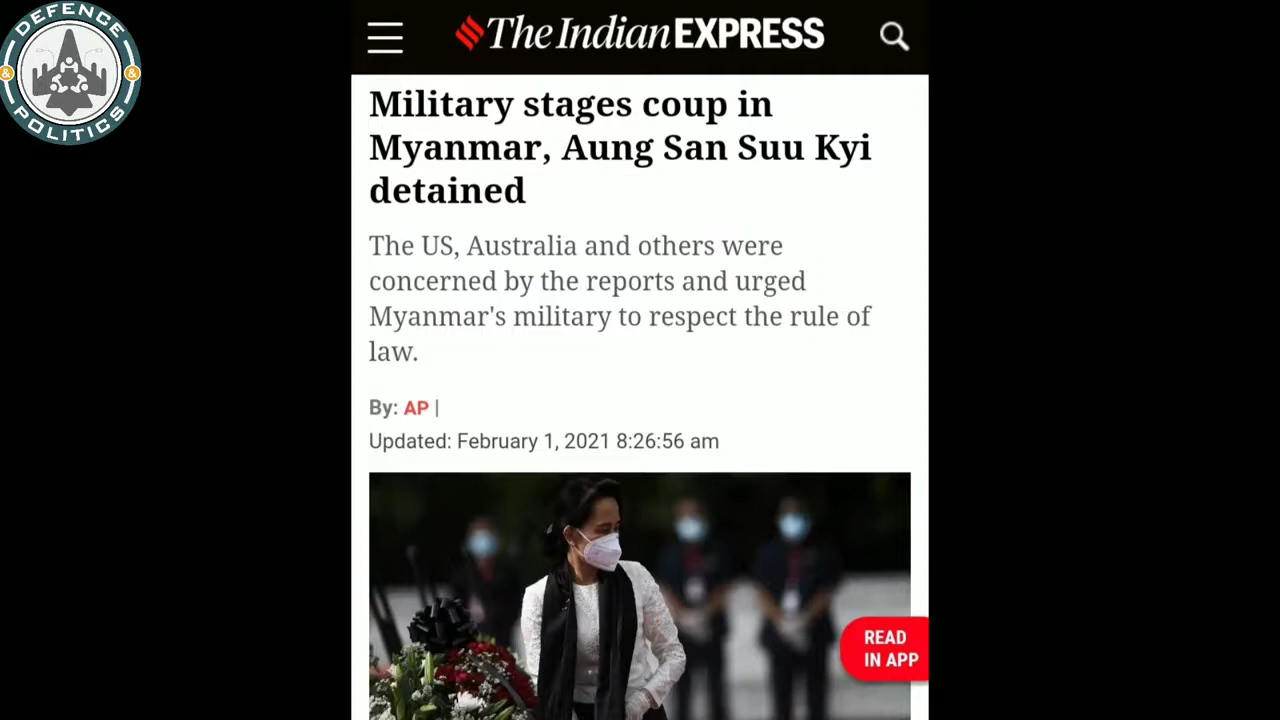 DEFENCE
& &
POLITICS
The Indian EXPRESS
Military stages coup in
Myanmar, Aung San Suu Kyi
detained
The US, Australia and others were
concerned by the reports and urged
Myanmar's military to respect the rule of
law.
By: AP |
Updated: February 1, 2021 8:26:56 am
READ
IN APP